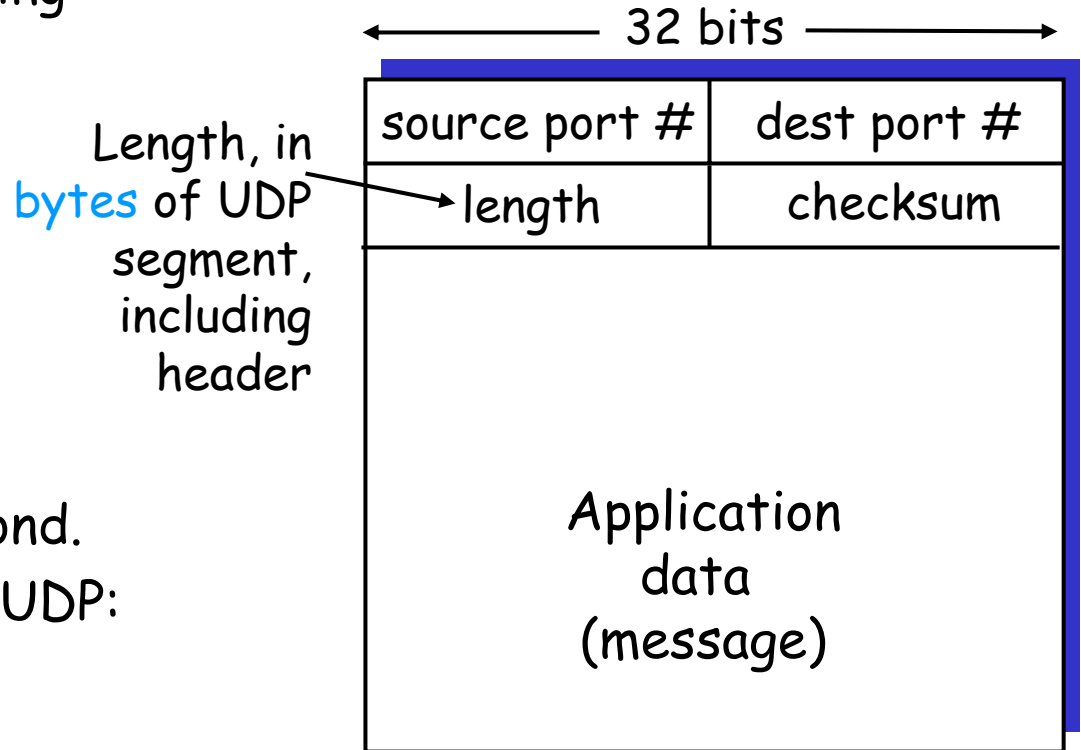 32 bits
source port # dest port #
Length, in
bytes of UDP
segment,
including
header
length checksum
Application
data
(message)
UDP: